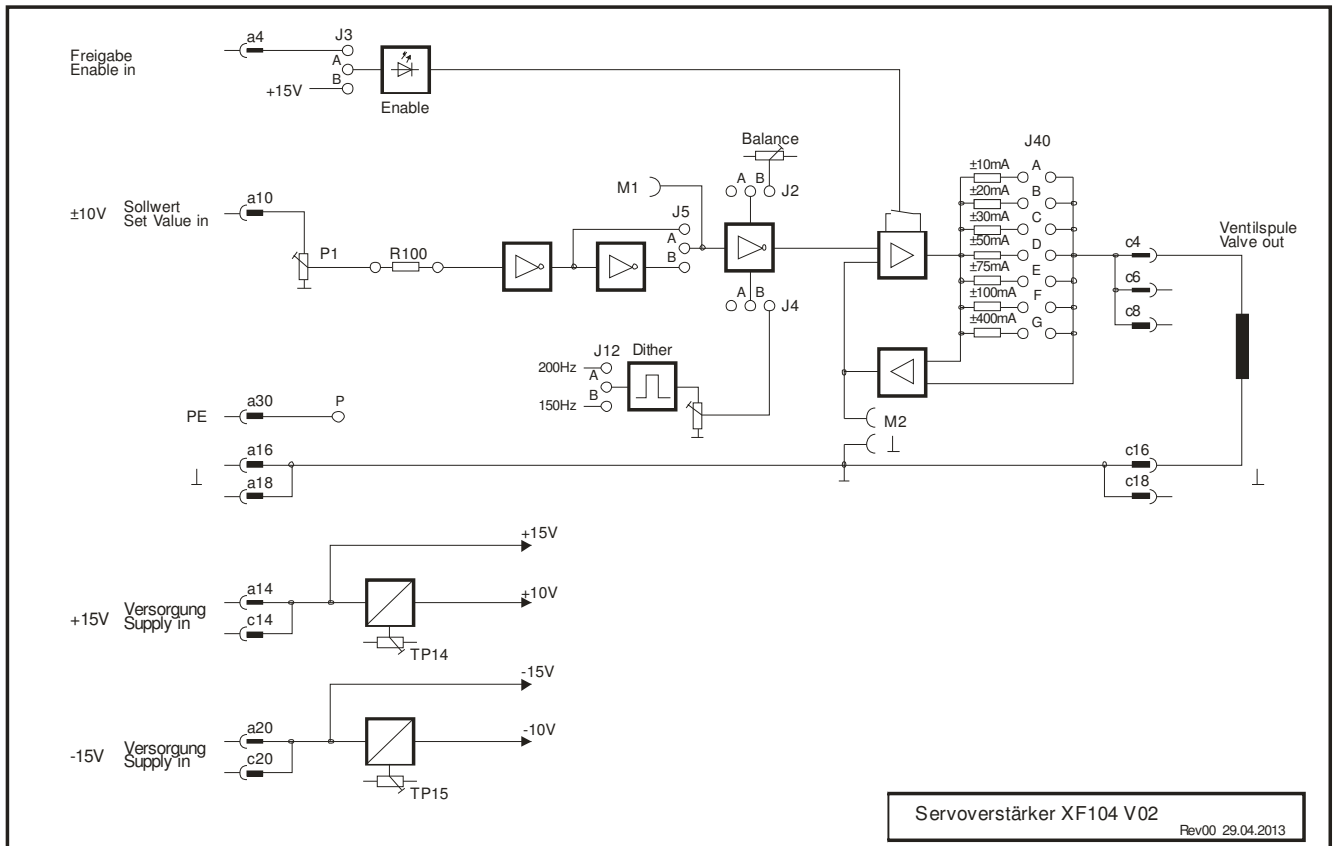 Freigabe
Enable in
a4
J3
A
B
+15V
Enable
Balance
A B
J2
M1
J40
±10mA A
±20mA B
±30mA C
±50mA D
±75mA E
±100mA F
±400mA G
±10V
Sollwert
Set Value in
a10
P1
R100
J5
A
B
A B
J4
Ventilspule
Valve out
c4
c6
c8
J12
Dither
200Hz
A
B
150Hz
PE
a30
P
M2
⊥
⊥
a16
a18
c16
c18
⊥
+15V
+15V
Versorgung
Supply in
a14
c14
+10V
TP14
-15V
-15V
Versorgung
Supply in
a20
c20
-10V
TP15
Servoverstärker XF104 V02
Rev00 29.04.2013